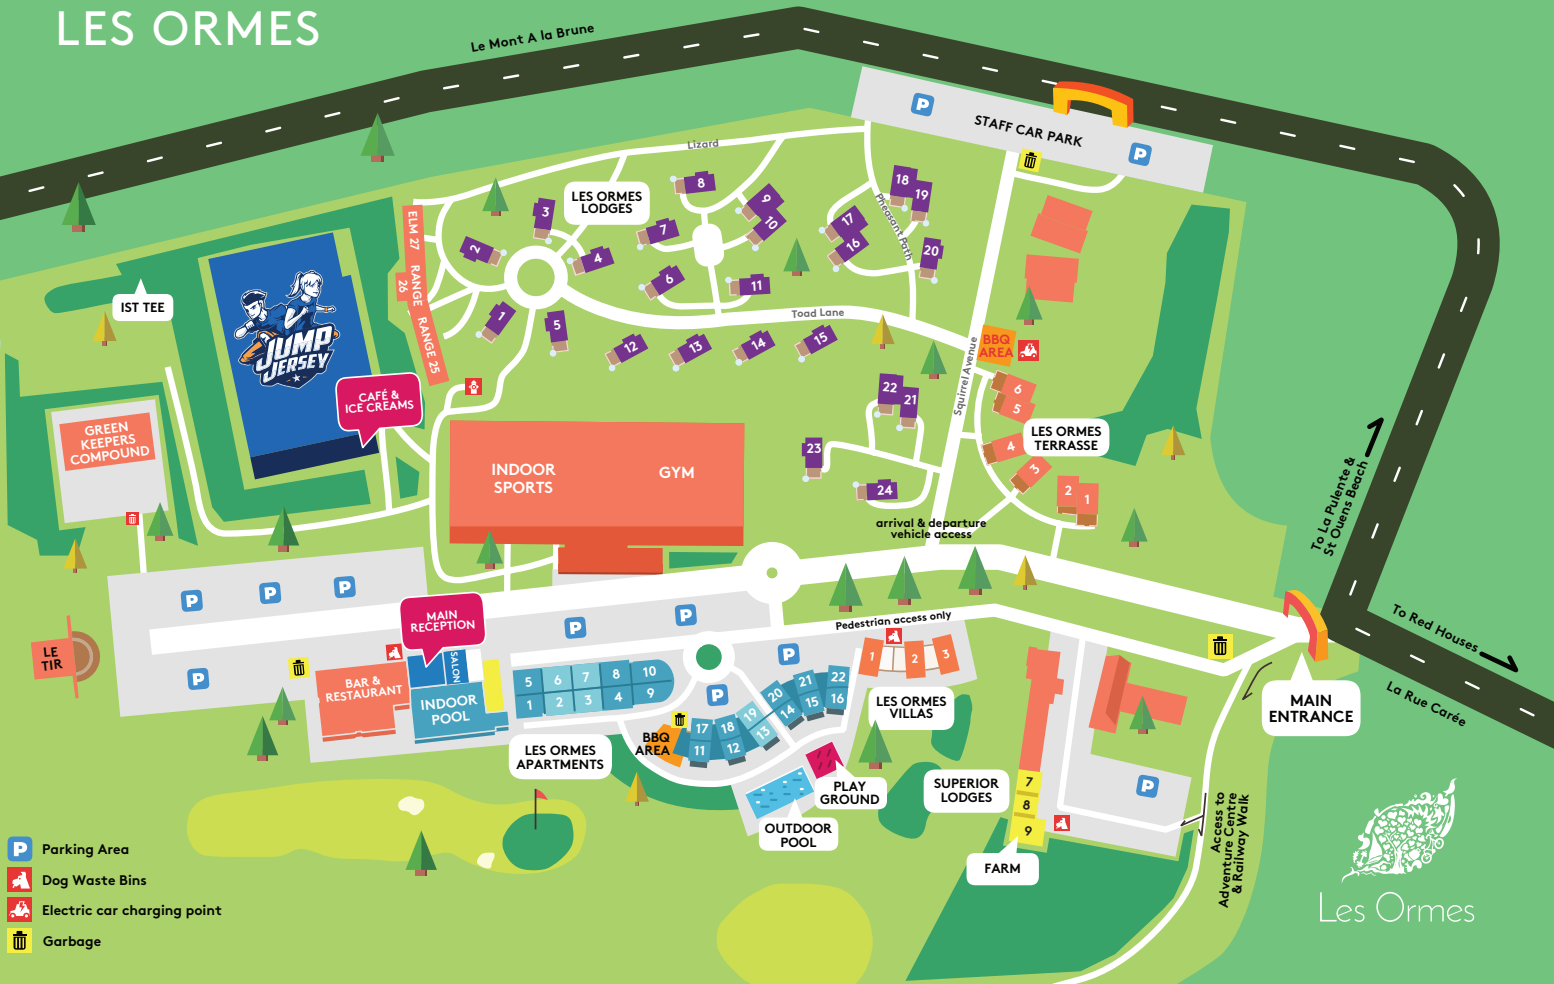 LES ORMES
Le Mont A la Brune
P
STAFF CAR PARK
P
Lizard
LES ORMES
LODGES
8
18
19
9
10
3
7
17
16
Pheasant Path
20
2
4
6
11
1
5
Toad Lane
12
13
14
15
ELM 27
26
RANGE
RANGE 25
IST TEE
JUMP
JERSEY
CAFÉ &
ICE CREAMS
GREEN
KEEPERS
COMPOUND
BBQ
AREA
Squirrel Avenue
6
5
4
3
2
1
LES ORMES
TERRASSE
22
21
23
24
INDOOR
SPORTS
GYM
arrival & departure
vehicle access
To La Pulente &
St Ouens Beach
To Red Houses
La Rue Carée
MAIN
ENTRANCE
P
P
P
P
P
P
MAIN
RECEPTION
LE
TIR
BAR &
RESTAURANT
SALON
INDOOR
POOL
5 6 7 8 10
1 2 3 4 9
P
P
Pedestrian access only
1
2
3
LES ORMES
VILLAS
17 18 19 20 21 22
11 12 13 14 15 16
BBQ
AREA
LES ORMES
APARTMENTS
PLAY
GROUND
OUTDOOR
POOL
SUPERIOR
LODGES
7
8
9
FARM
P
Access to
Adventure Centre
& Railway Walk
P Parking Area
Dog Waste Bins
Electric car charging point
Garbage
Les Ormes